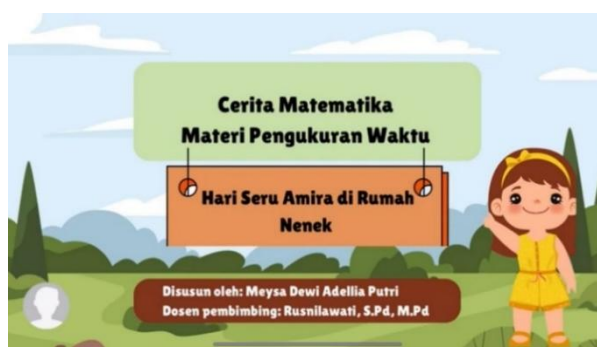 Cerita Matematika
Materi Pengukuran Waktu
Hari Seru Amira di Rumah
Nenek
Disusun oleh: Meysa Dewi Adellia Putri
Dosen pembimbing: Rusnilawati, S.Pd, M.Pd